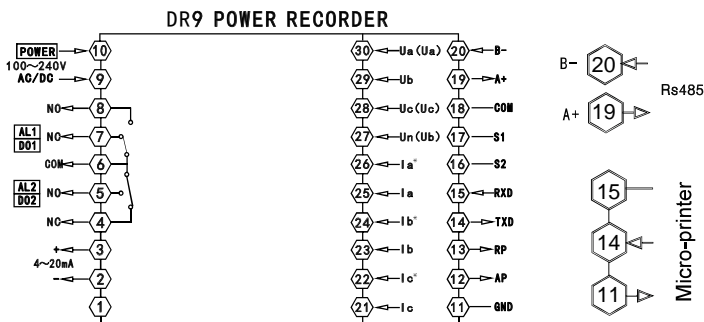 DR9 POWER RECORDER
POWER 10 30 Ua(Ua) 20 B-
100～240V
AC/DC 9 29 Ub 19 A+
NO 8 28 Uc(Uc) 18 COM
AL1 NC 7 27 Un(Ub) 17 S1
DO1
COM 6 26 Ia* 16 S2
AL2 NO 5 25 Ia 15 RXD
DO2
NC 4 24 Ib* 14 TXD
+ 3 23 Ib 13 RP
4～20mA
- 2 22 Ic* 12 AP
1 21 Ic 11 GND
B- 20
Rs485
A+ 19
15
14
11
Micro-printer